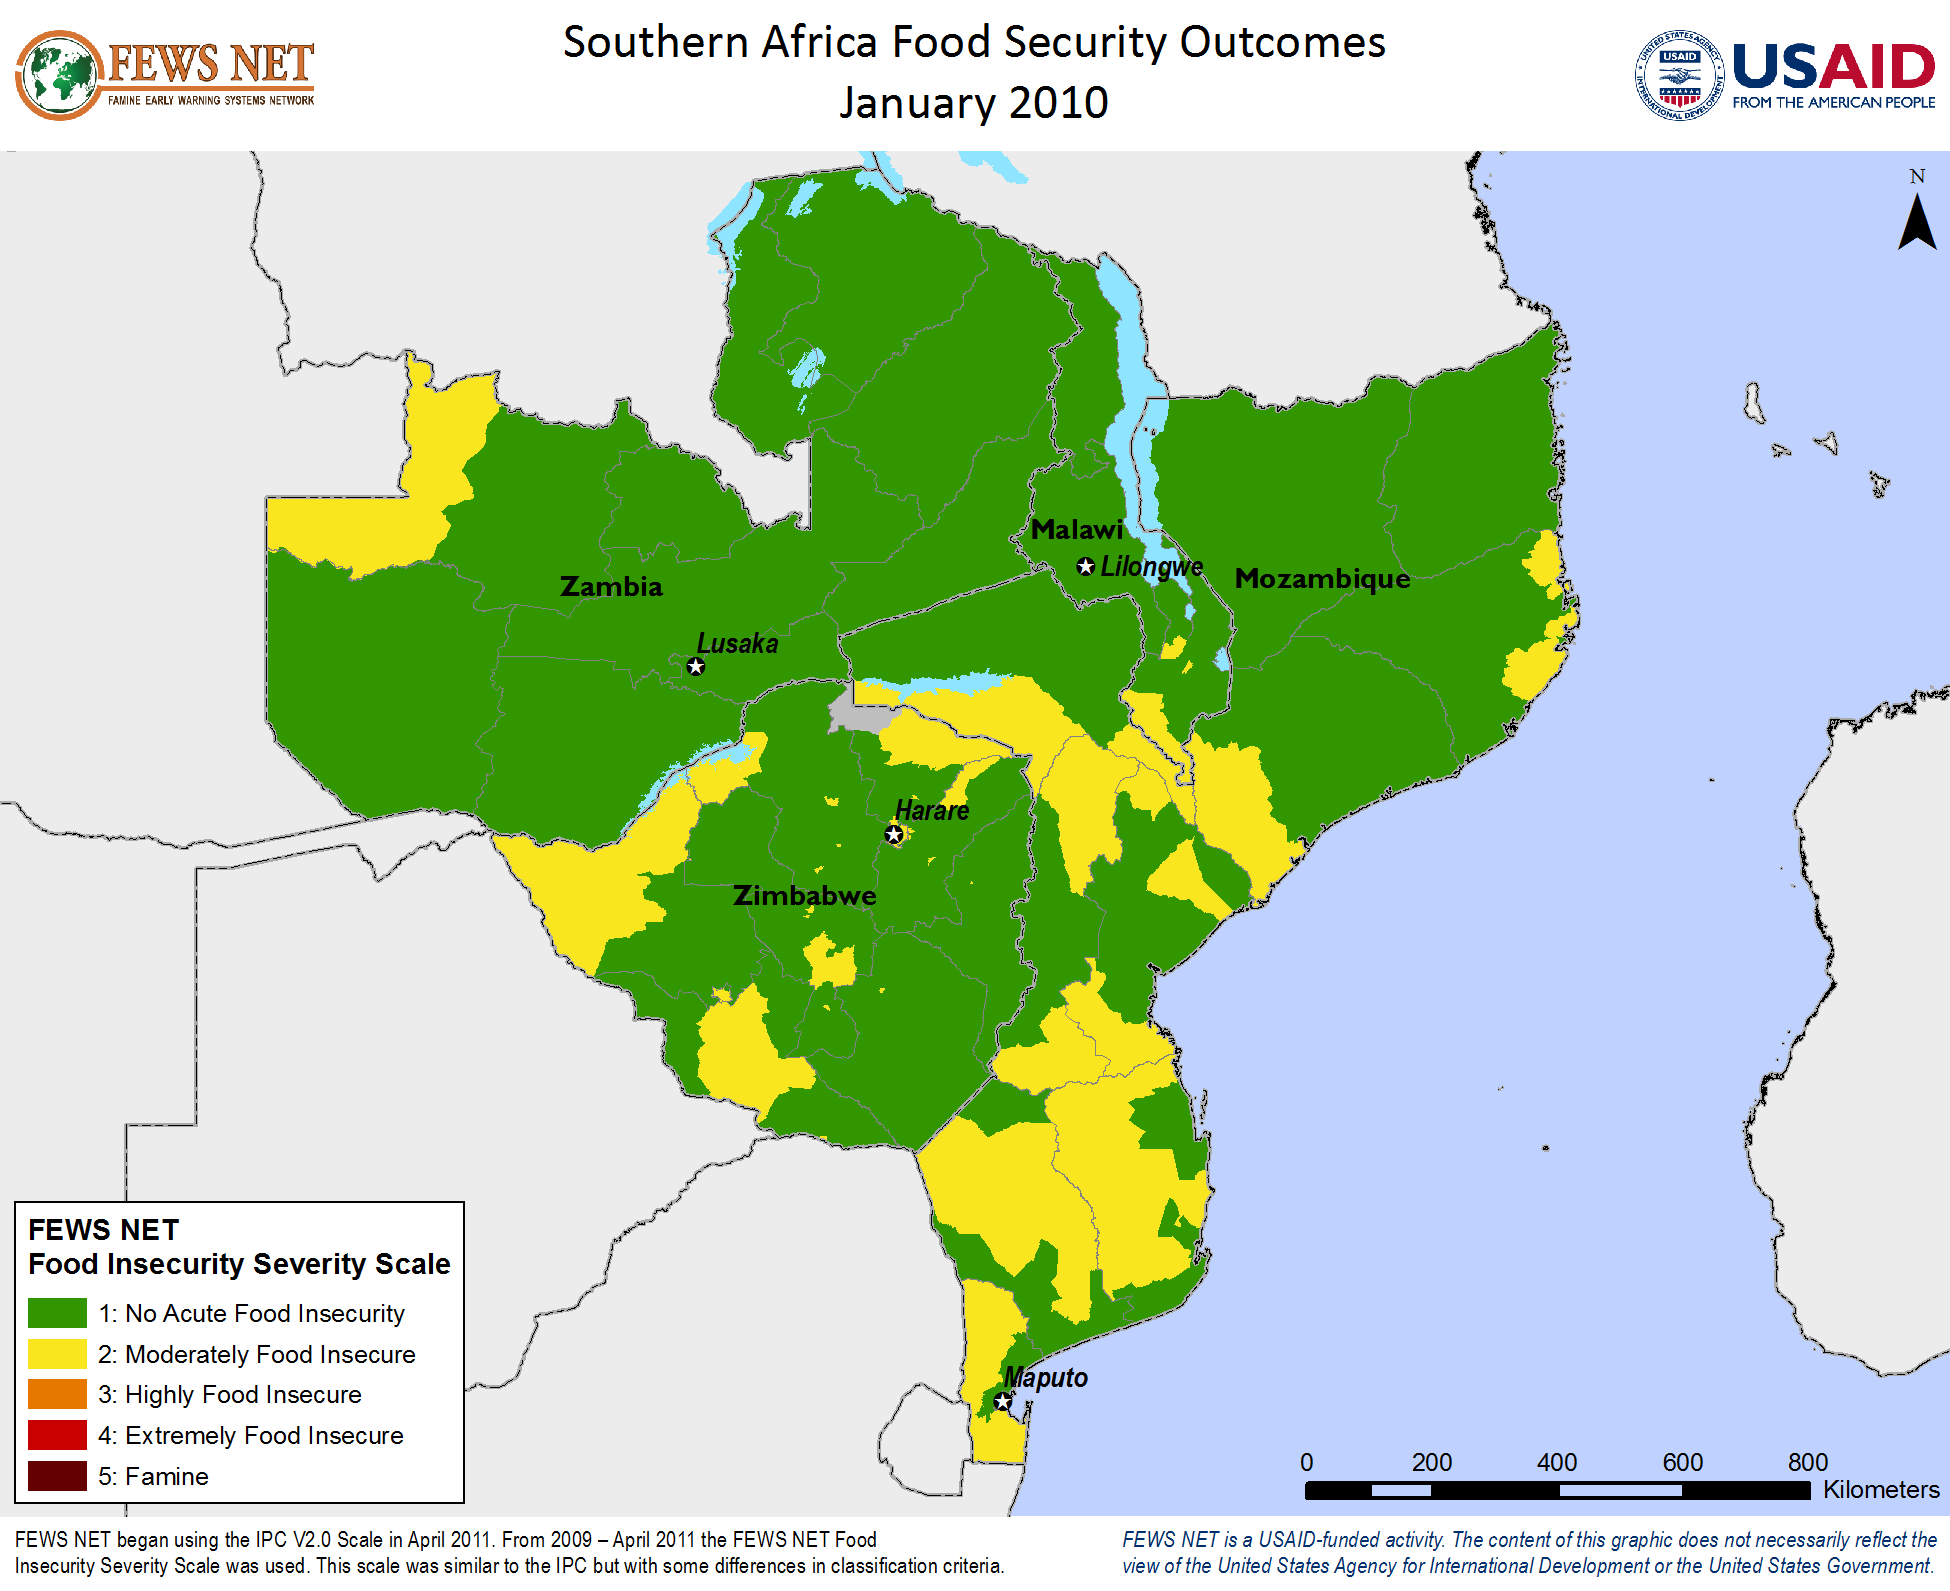 FEWS NET
FAMINE EARLY WARNING SYSTEMS NETWORK
Southern Africa Food Security Outcomes
January 2010
UNITED STATES AGENCY
USAID
INTERNATIONAL DEVELOPMENT
USAID
FROM THE AMERICAN PEOPLE
N
Malawi
Lilongwe
Mozambique
Zambia
Lusaka
Harare
Zimbabwe
Maputo
FEWS NET
Food Insecurity Severity Scale
1: No Acute Food Insecurity
2: Moderately Food Insecure
3: Highly Food Insecure
4: Extremely Food Insecure
5: Famine
0 200 400 600 800
Kilometers
FEWS NET began using the IPC V2.0 Scale in April 2011. From 2009 – April 2011 the FEWS NET Food
Insecurity Severity Scale was used. This scale was similar to the IPC but with some differences in classification criteria.
FEWS NET is a USAID-funded activity. The content of this graphic does not necessarily reflect the
view of the United States Agency for International Development or the United States Government.